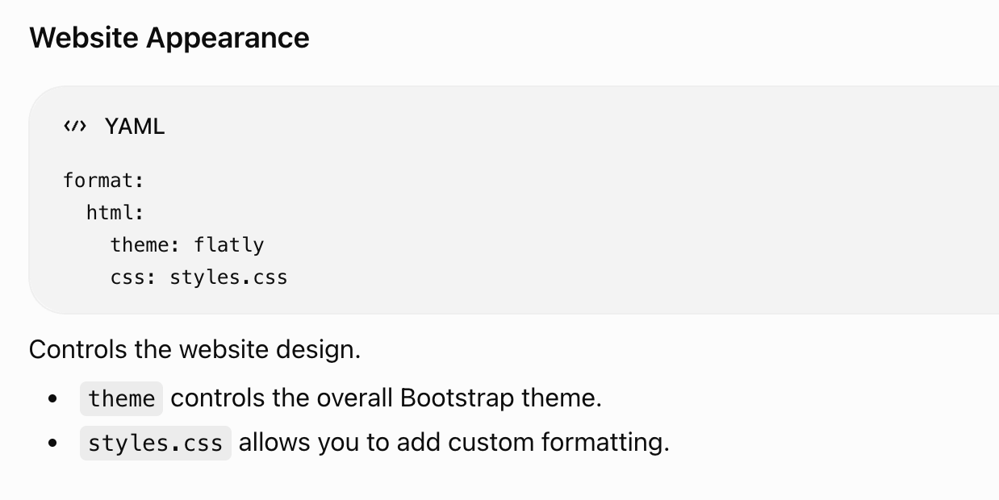 Website Appearance
YAML
format:
  html:
    theme: flatly
    css: styles.css
Controls the website design.
• theme controls the overall Bootstrap theme.
• styles.css allows you to add custom formatting.